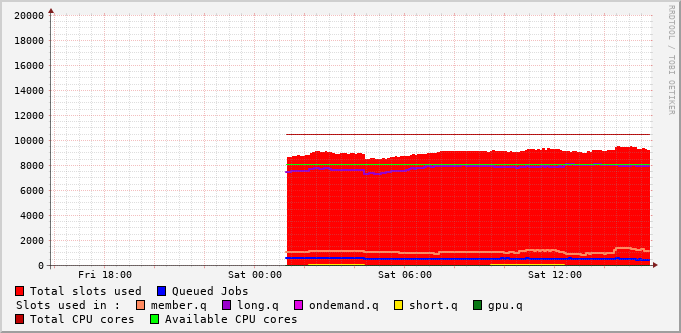 20000
18000
16000
14000
12000
10000
8000
6000
4000
2000
0
Fri 18:00 Sat 00:00 Sat 06:00 Sat 12:00
Total slots used Queued Jobs
Slots used in : member.q long.q ondemand.q short.q gpu.q
Total CPU cores Available CPU cores
RRDTOOL / TOBI OETIKER